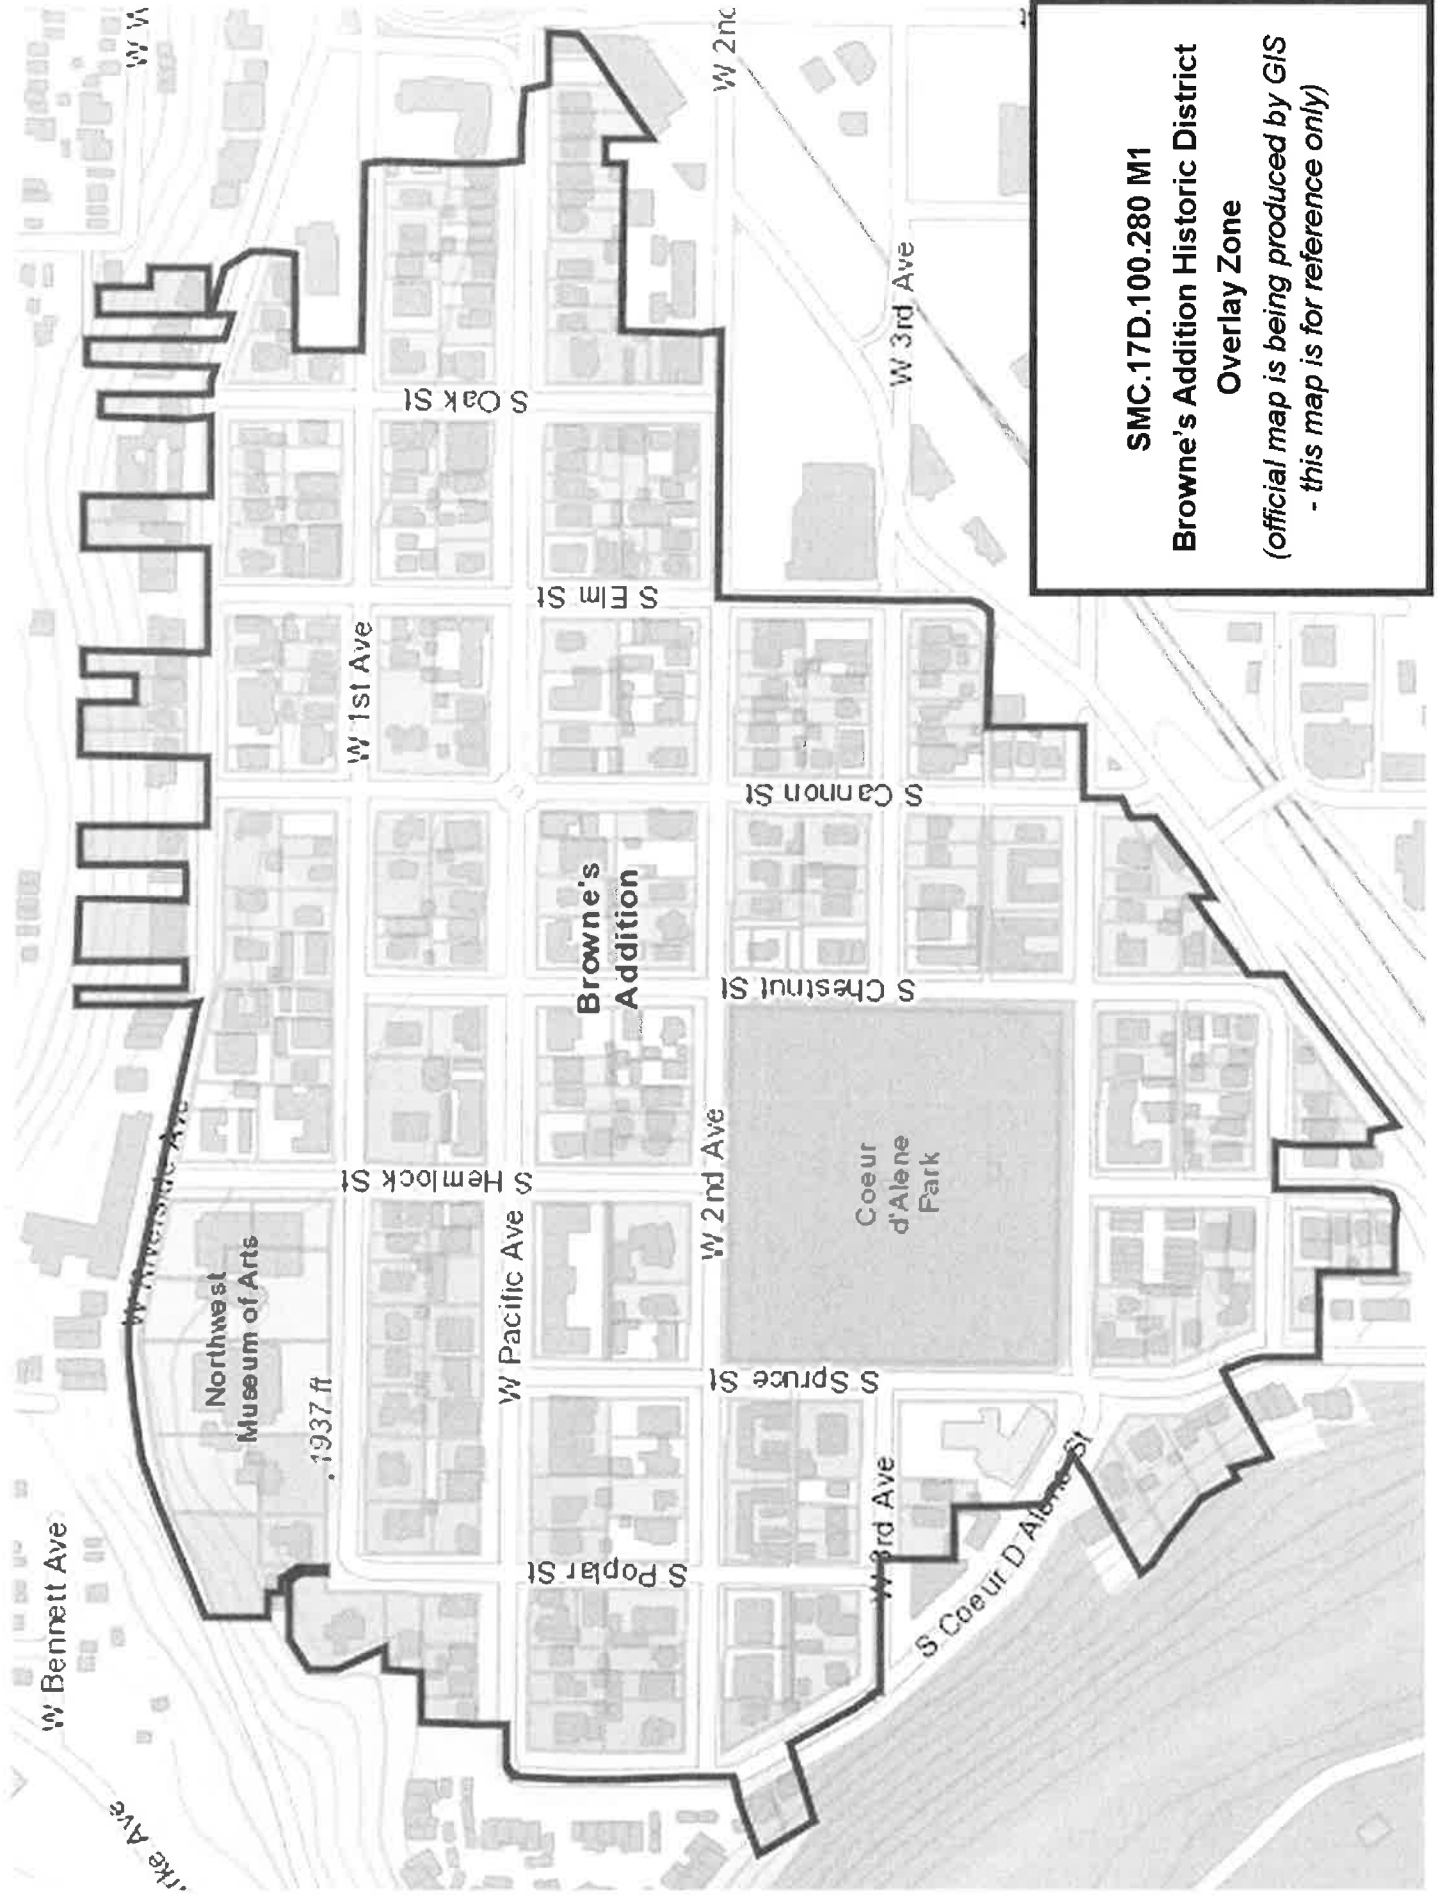 SMC.17D.100.280 M1
Browne's Addition Historic District
Overlay Zone
(official map is being produced by GIS
- this map is for reference only)
W Bennett Ave
W Riverside Ave
Northwest
Museum of Arts
.1937 ft
W 1st Ave
W Pacific Ave
Browne's
Addition
W 2nd Ave
Coeur
d'Alene
Park
W 3rd Ave
W 3rd Ave
S Coeur D Alene St
S Poplar St
S Spruce St
S Hemlock St
S Chestnut St
S Cannon St
S Elm St
S Oak St
W 2nd